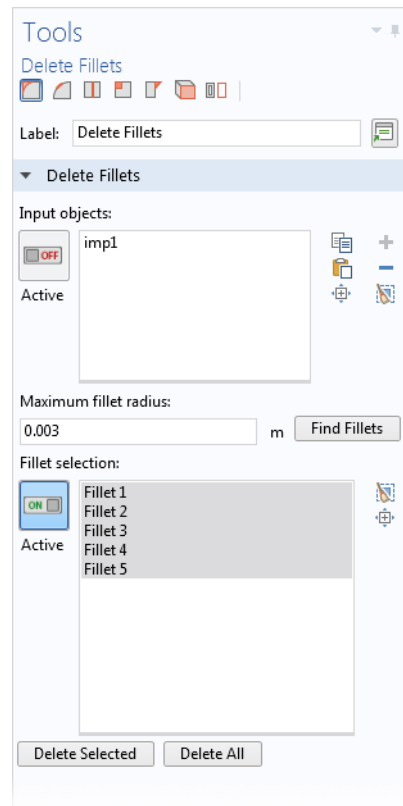 Tools
Delete Fillets
Label: Delete Fillets
Delete Fillets
Input objects:
OFF
Active
imp1
Maximum fillet radius:
0.003 m Find Fillets
Fillet selection:
ON
Active
Fillet 1
Fillet 2
Fillet 3
Fillet 4
Fillet 5
Delete Selected Delete All